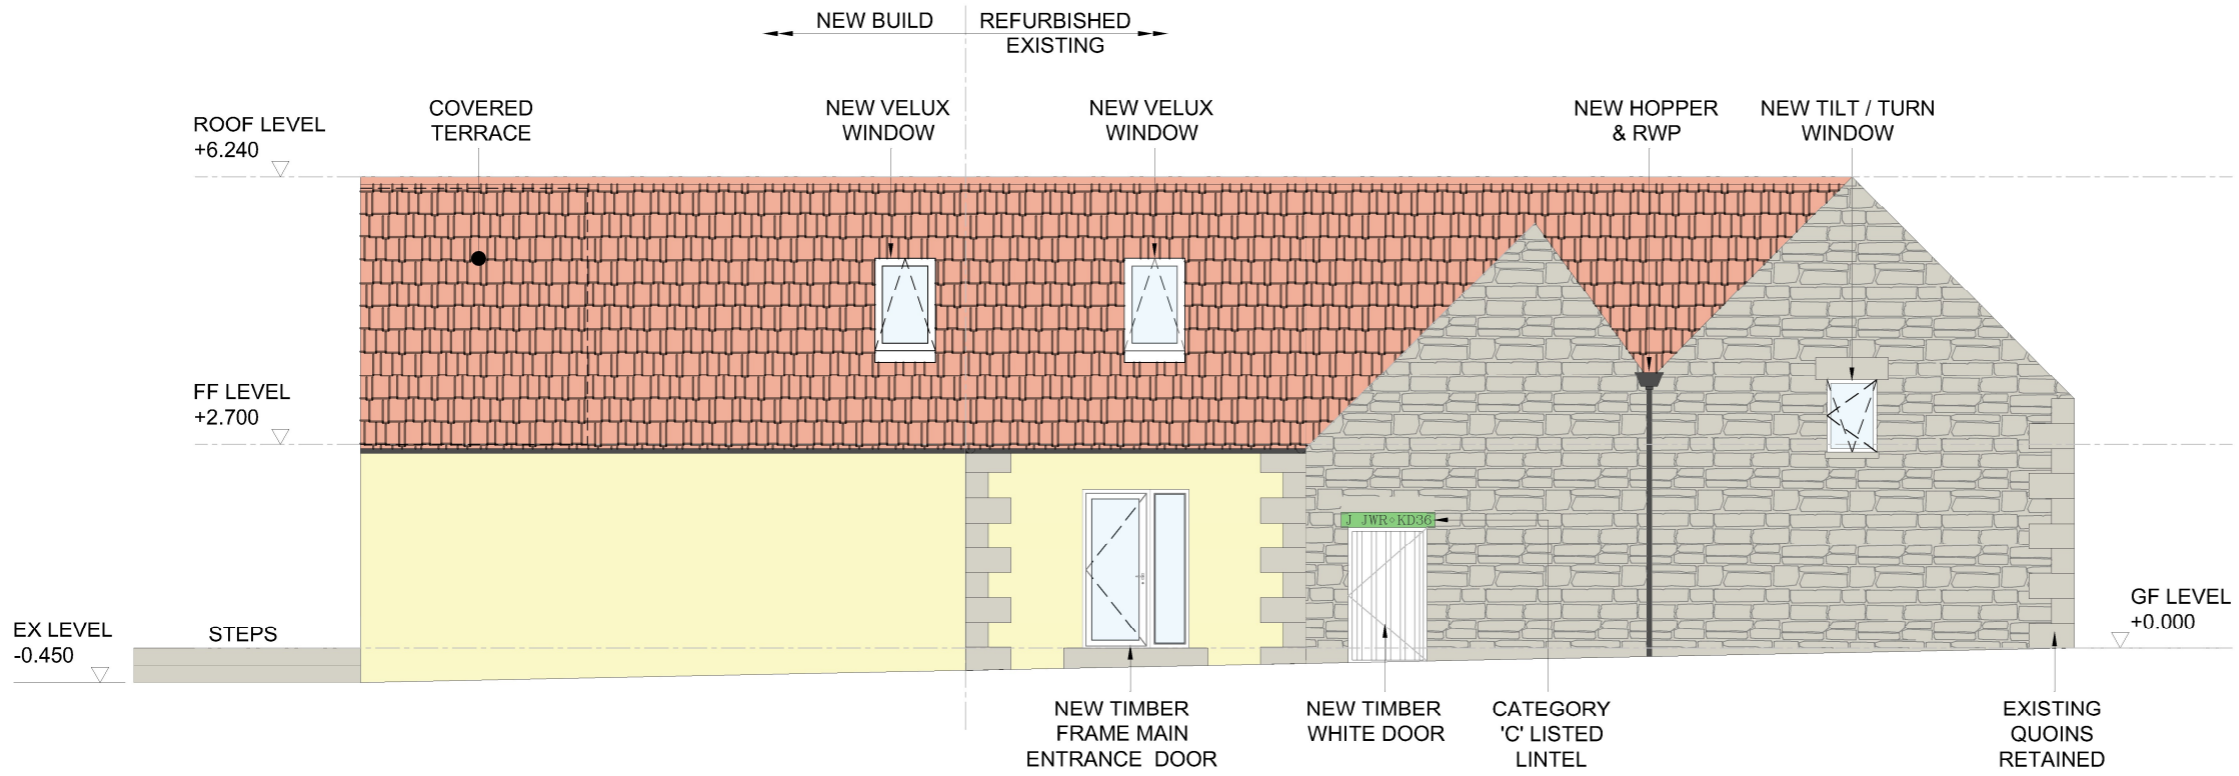 NEW BUILD
REFURBISHED
EXISTING
ROOF LEVEL
+6.240
COVERED
TERRACE
NEW VELUX
WINDOW
NEW VELUX
WINDOW
NEW HOPPER
& RWP
NEW TILT / TURN
WINDOW
FF LEVEL
+2.700
J JWR◇KD36
EX LEVEL
-0.450
STEPS
GF LEVEL
+0.000
NEW TIMBER
FRAME MAIN
ENTRANCE DOOR
NEW TIMBER
WHITE DOOR
CATEGORY
'C' LISTED
LINTEL
EXISTING
QUOINS
RETAINED